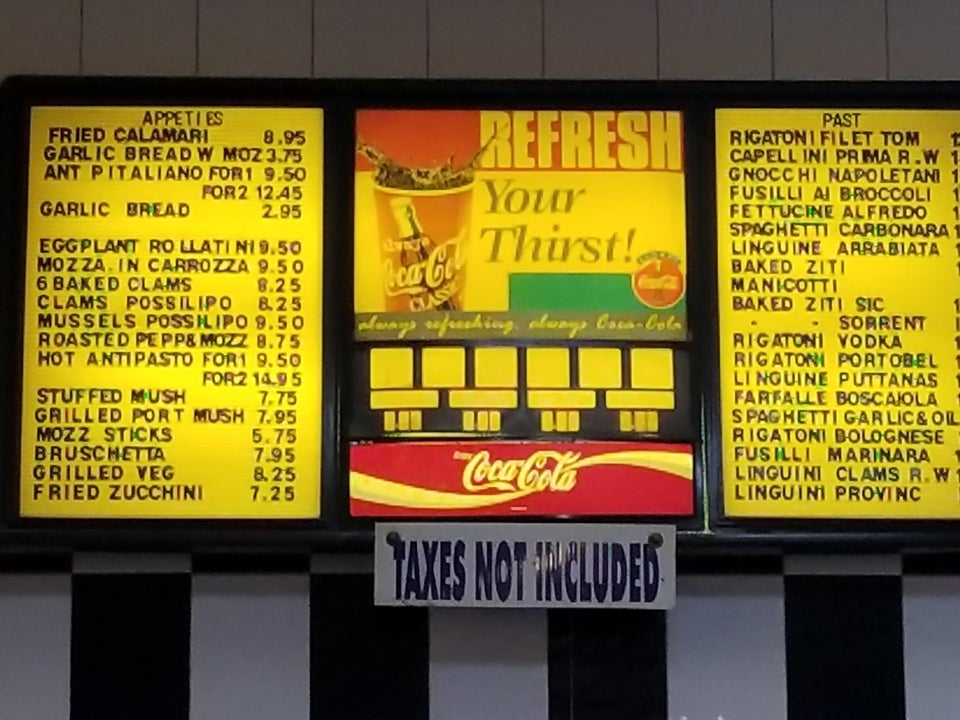 APPETIES
FRIED CALAMARI 8.95
GARLIC BREAD W MOZ 3.75
ANT PITALIANO FOR1 9.50
FOR2 12.45
GARLIC BREAD 2.95
EGGPLANT ROLLATINI 9.50
MOZZA IN CARROZZA 9.50
6 BAKED CLAMS 8.25
CLAMS POSSILIPO 8.25
MUSSELS POSSILIPO 9.50
ROASTED PEPP&MOZZ 8.75
HOT ANTIPASTO FOR1 9.50
FOR2 14.95
STUFFED MUSH 7.75
GRILLED PORT MUSH 7.95
MOZZ STICKS 5.75
BRUSCHETTA 7.95
GRILLED VEG 8.25
FRIED ZUCCHINI 7.25
REFRESH
Your
Thirst!
Coca-Cola
CLASSIC
always refreshing, always Coca-Cola
Enjoy
Coca-Cola
TAXES NOT INCLUDED
PAST
RIGATONI FILET TOM
CAPELLINI PRIMA R.W
GNOCCHI NAPOLETANI
FUSILLI AI BROCCOLI
FETTUCINE ALFREDO
SPAGHETTI CARBONARA
LINGUINE ARRABIATA
BAKED ZITI
MANICOTTI
BAKED ZITI SIC
- - SORRENT
RIGATONI VODKA
RIGATONI PORTOBEL
LINGUINE PUTTANAS
FARFALLE BOSCAIOLA
SPAGHETTI GARLIC&OIL
RIGATONI BOLOGNESE
FUSILLI MARINARA
LINGUINI CLAMS R.W
LINGUINI PROVINC